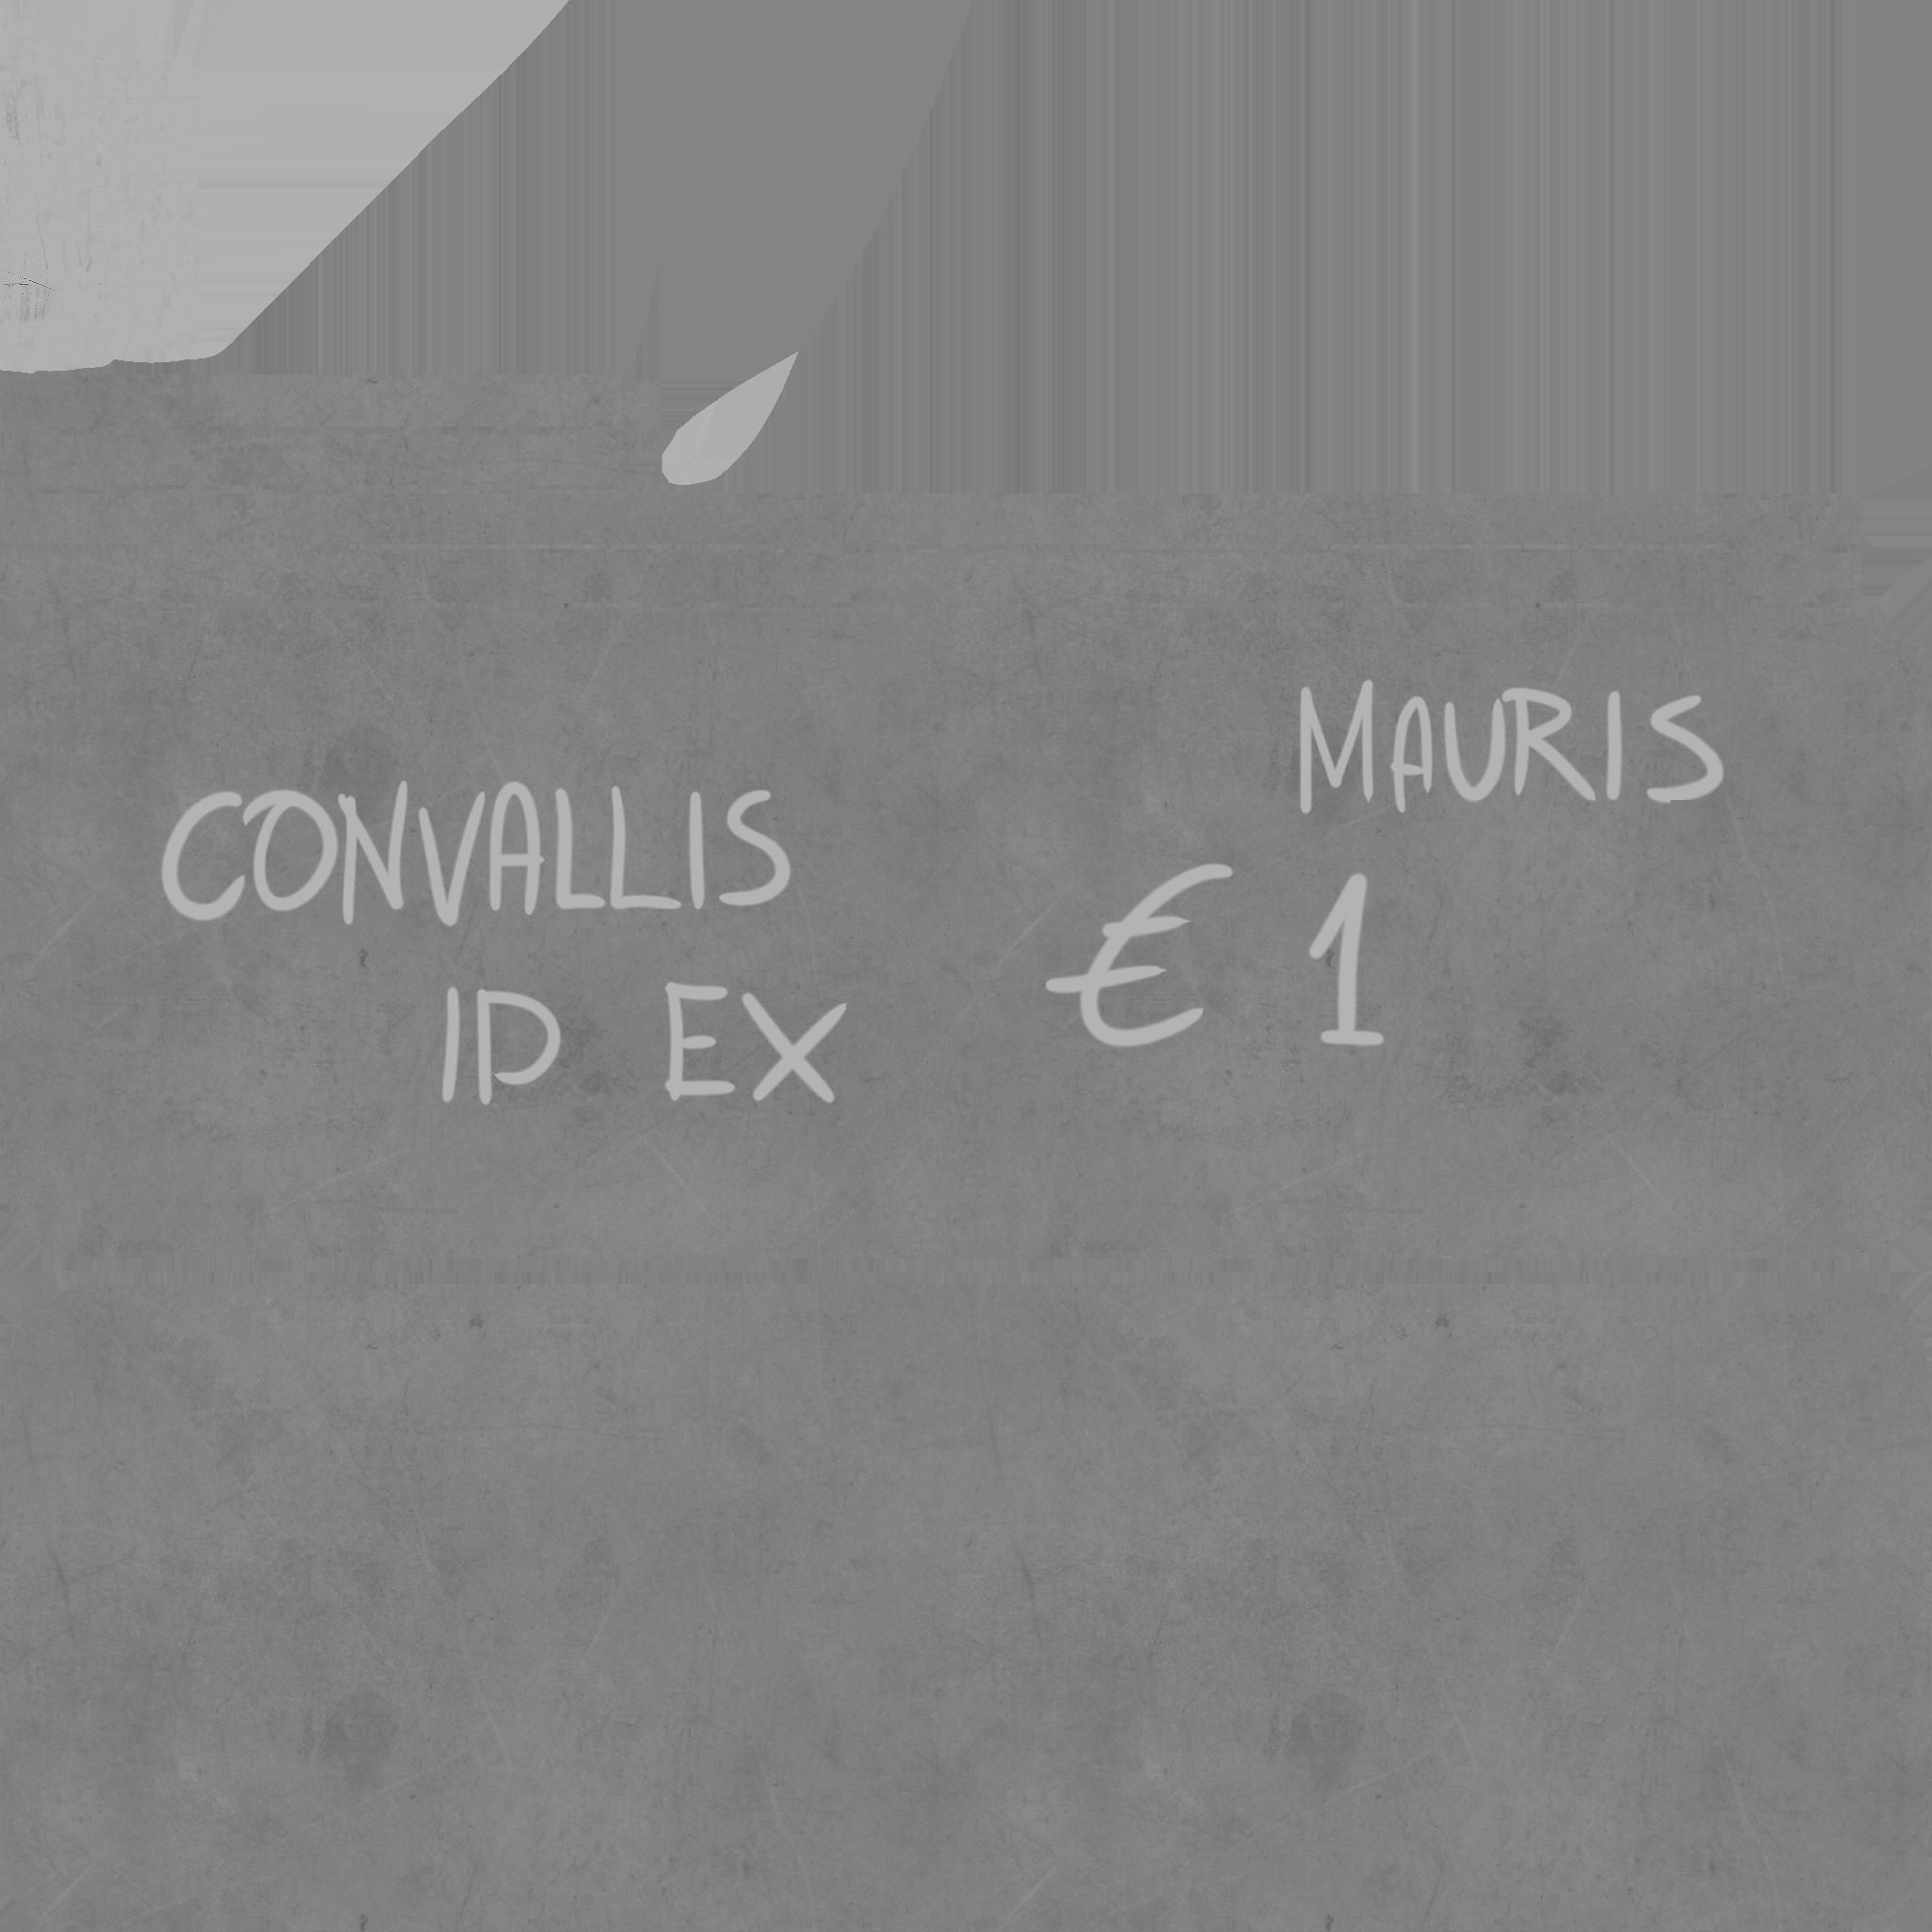 CONVALLIS
ID EX
MAURIS
€ 1